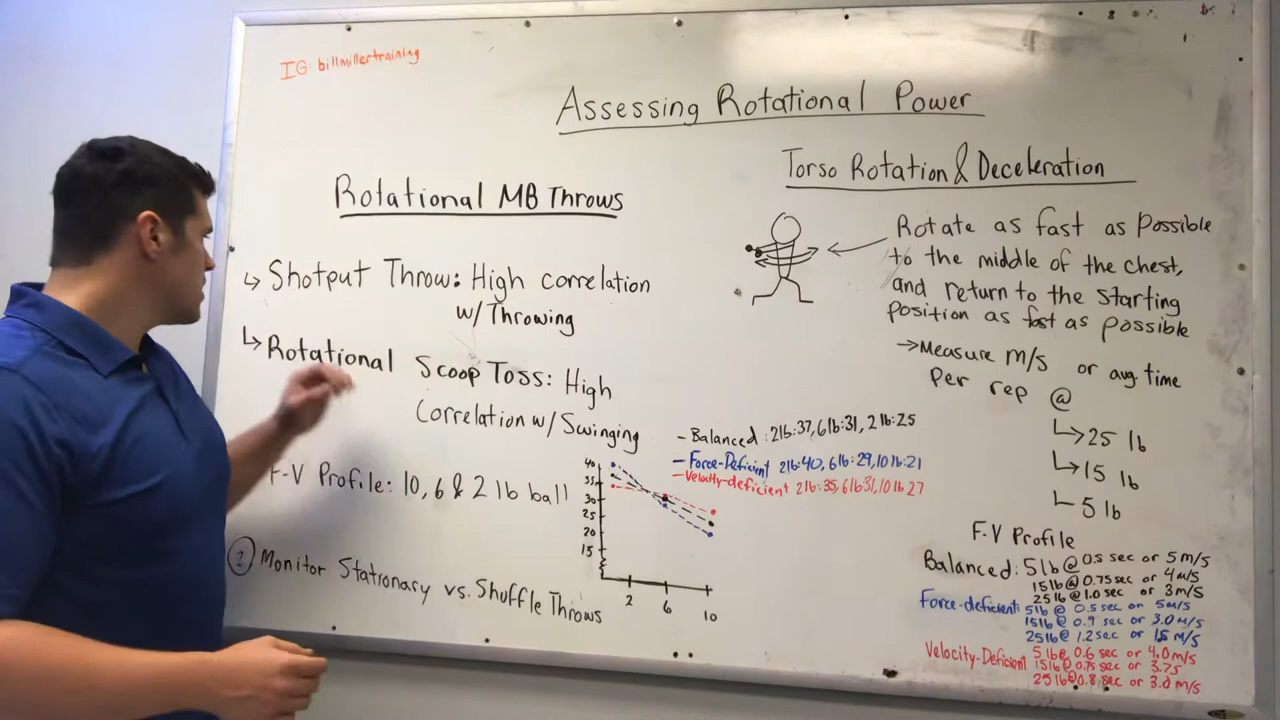 IG: billmillertraining
Assessing Rotational Power
Rotational MB Throws
↳ Shotput Throw: High correlation
w/ Throwing
↳ Rotational Scoop Toss: High
Correlation w/ Swinging
F-V Profile: 10, 6 & 2 lb ball
② Monitor Stationary vs. Shuffle Throws
- Balanced: 2lb:37, 6lb:31, 2lb:25
- Force-Deficient 2lb:40, 6lb:29, 10lb:21
- Velocity-deficient 2lb:35, 6lb31, 10lb 27
40
35
30
25
20
15
2 6 10
Torso Rotation & Deceleration
Rotate as fast as Possible
to the middle of the chest,
and return to the starting
position as fast as possible
→ Measure m/s or avg. time
Per rep @
↳ 25 lb
↳ 15 lb
↳ 5 lb
F-V Profile
Balanced: 5lb@ 0.5 sec or 5m/s
15lb@ 0.75 sec or 4m/s
25lb@ 1.0 sec or 3m/s
Force-deficient: 5lb@ 0.5 sec or 5m/s
15lb@ 0.9 sec or 3.0 m/s
25lb@ 1.2 sec or 1.5 m/s
Velocity-Deficient 5lb@ 0.6 sec or 4.0 m/s
15lb@ 0.75 sec or 3.75
25lb@ 0.8 sec or 3.0 m/s